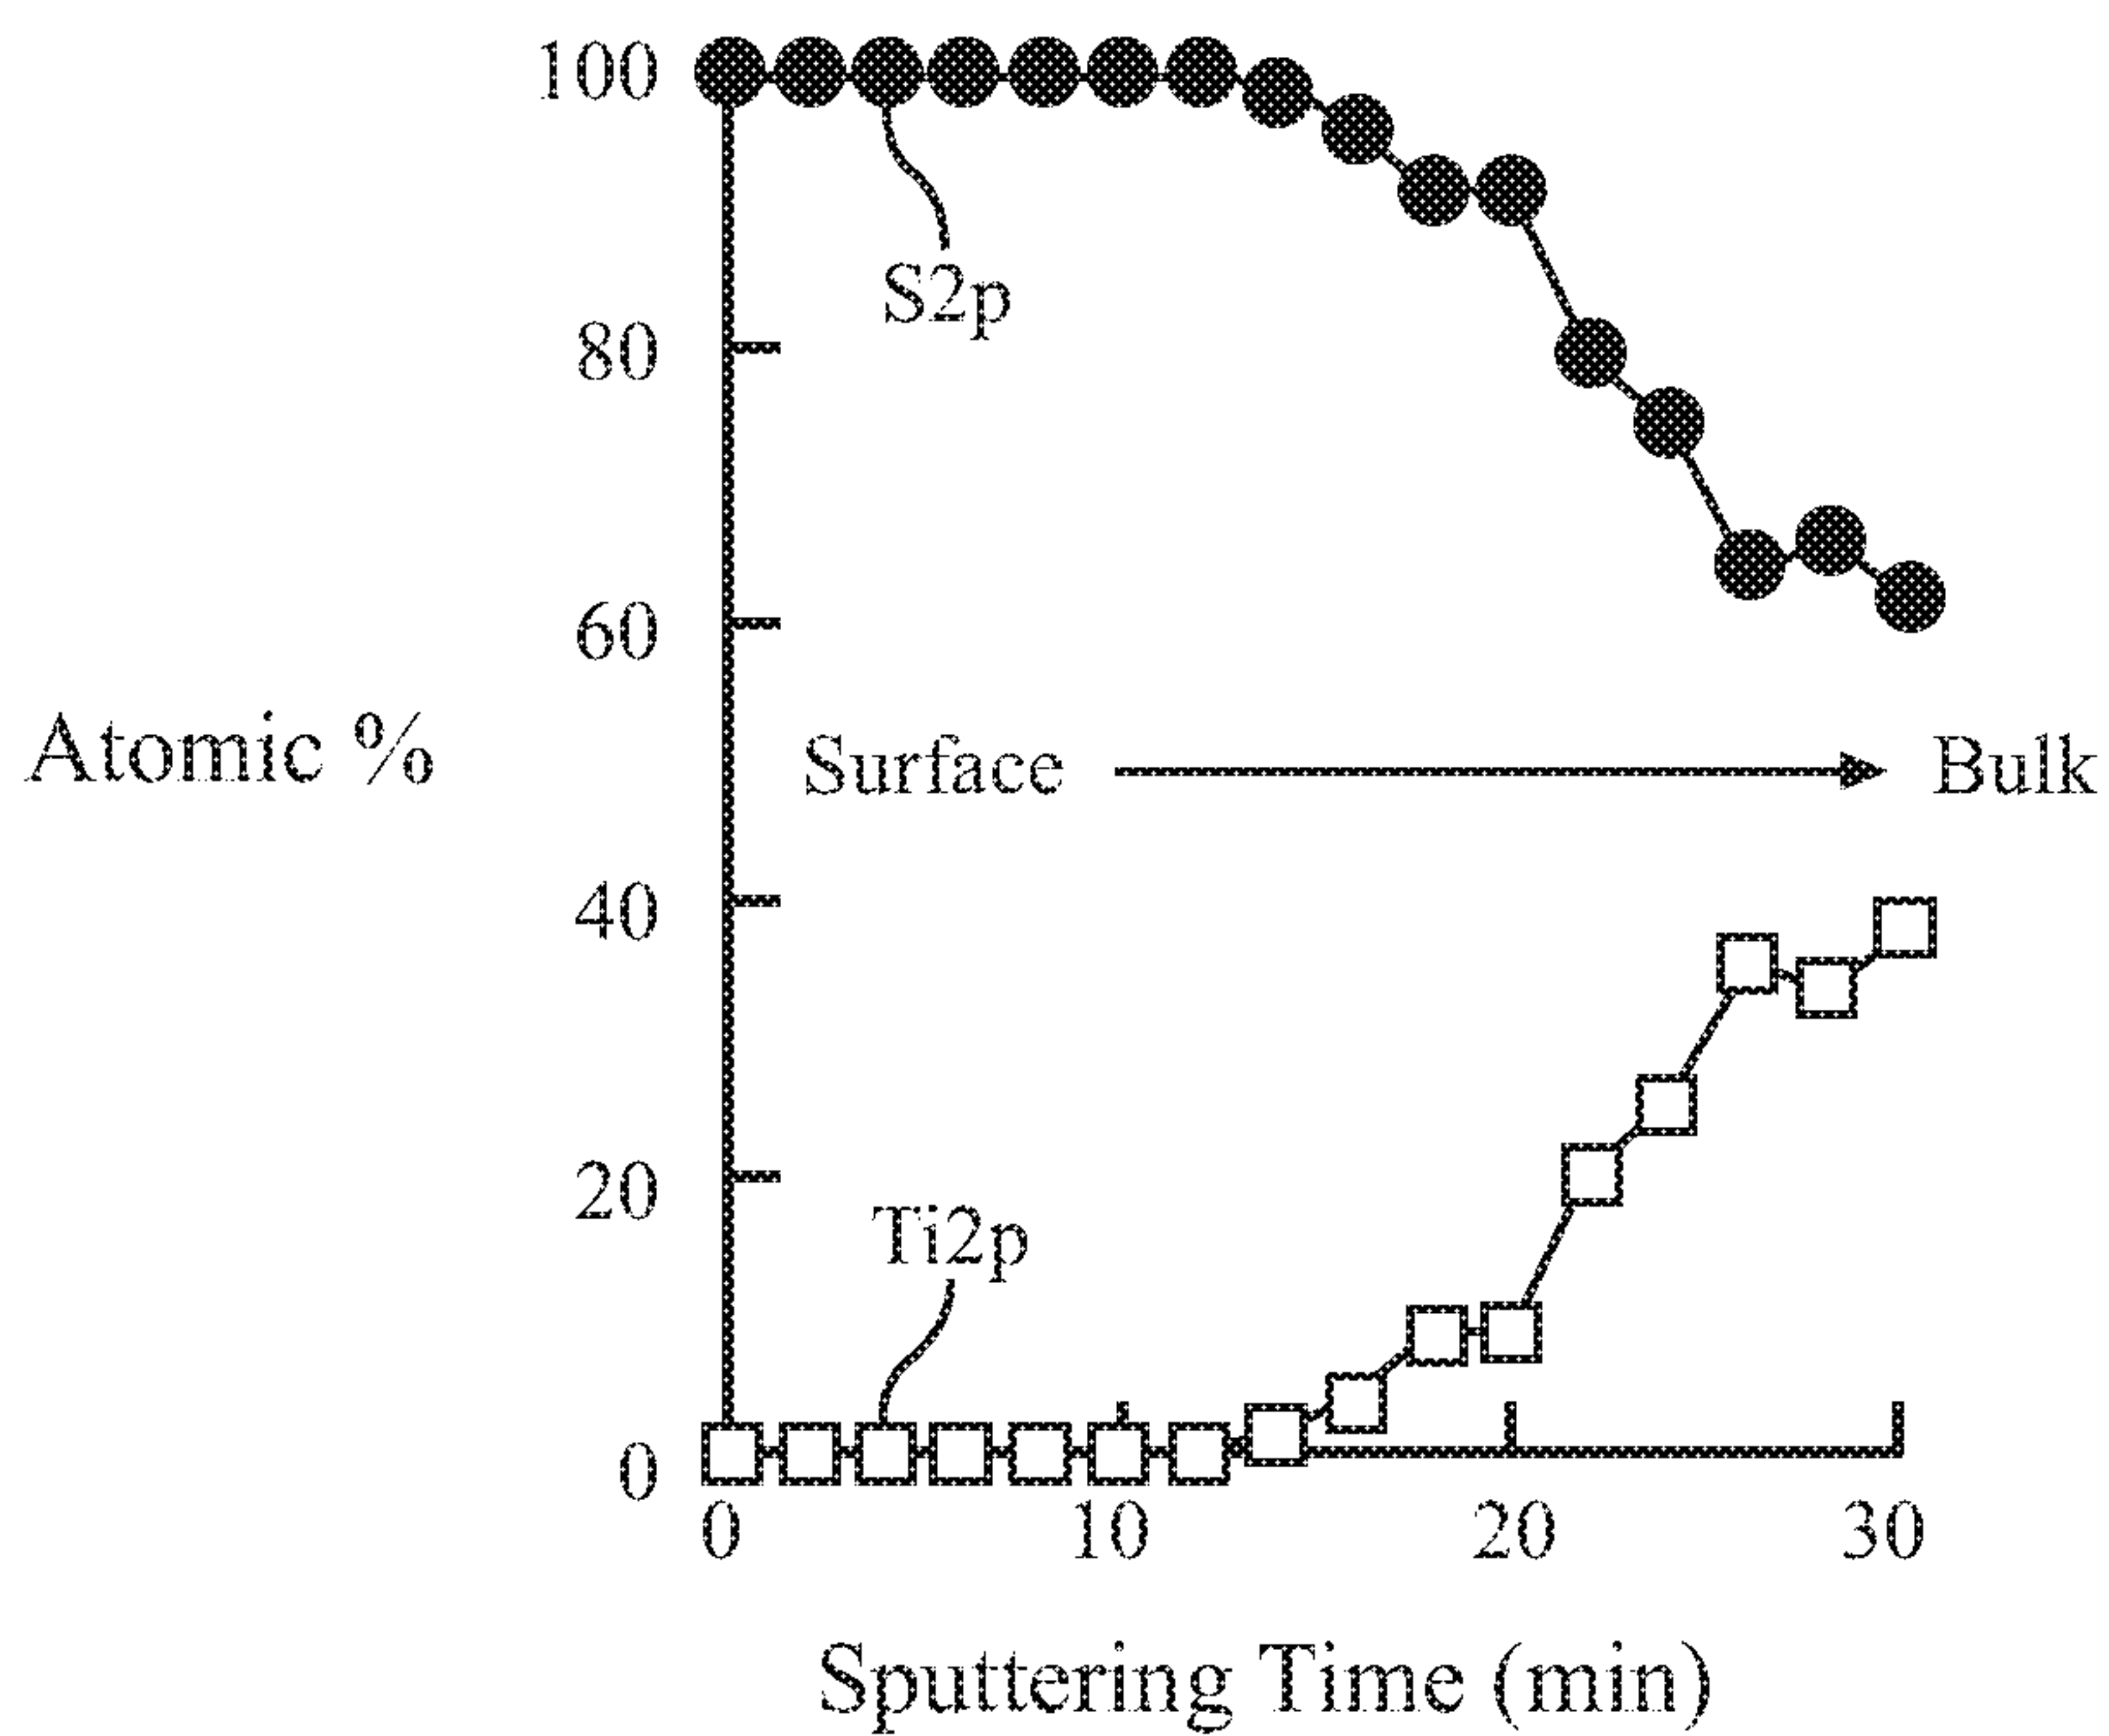 100
S2p
80
60
Atomic %
Surface
Bulk
40
20
Ti2p
0
0 10 20 30
Sputtering Time (min)